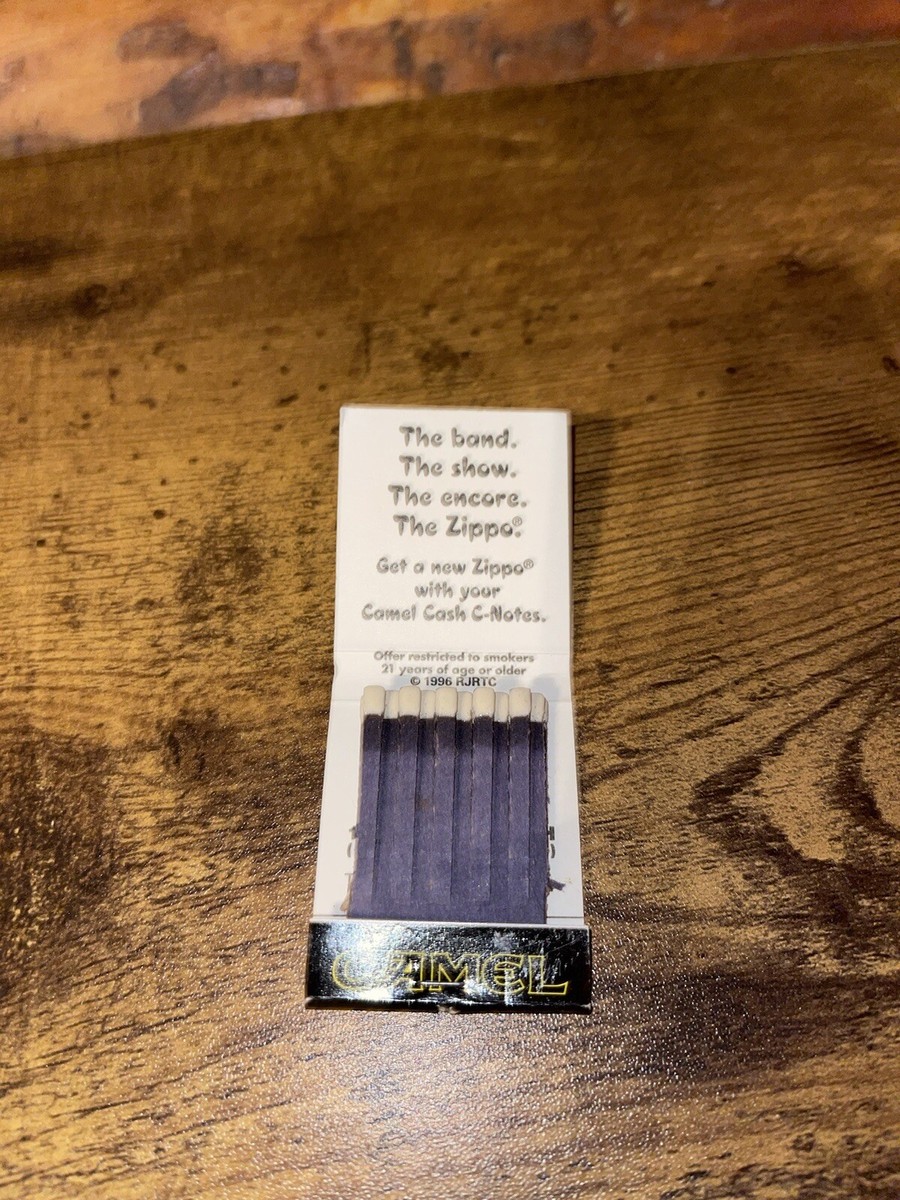 The band.
The show.
The encore.
The Zippo®.
Get a new Zippo®
with your
Camel Cash C-Notes.
Offer restricted to smokers
21 years of age or older
© 1996 RJRTC
CAMEL